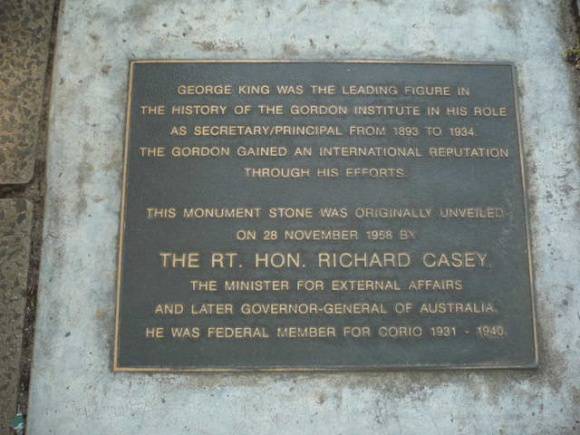 GEORGE KING WAS THE LEADING FIGURE IN
THE HISTORY OF THE GORDON INSTITUTE IN HIS ROLE
AS SECRETARY/PRINCIPAL FROM 1893 TO 1934.
THE GORDON GAINED AN INTERNATIONAL REPUTATION
THROUGH HIS EFFORTS.
THIS MONUMENT STONE WAS ORIGINALLY UNVEILED
ON 28 NOVEMBER 1958 BY
THE RT. HON. RICHARD CASEY,
THE MINISTER FOR EXTERNAL AFFAIRS
AND LATER GOVERNOR-GENERAL OF AUSTRALIA.
HE WAS FEDERAL MEMBER FOR CORIO 1931 - 1940.